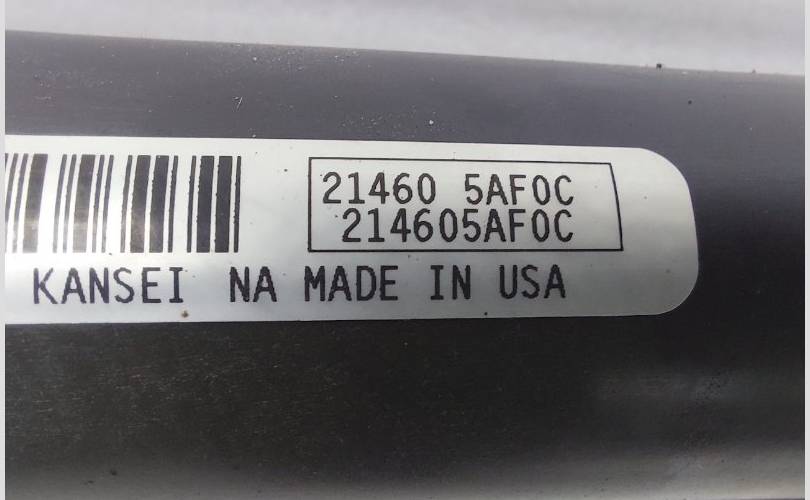 21460 5AF0C
214605AF0C
KANSEI NA MADE IN USA